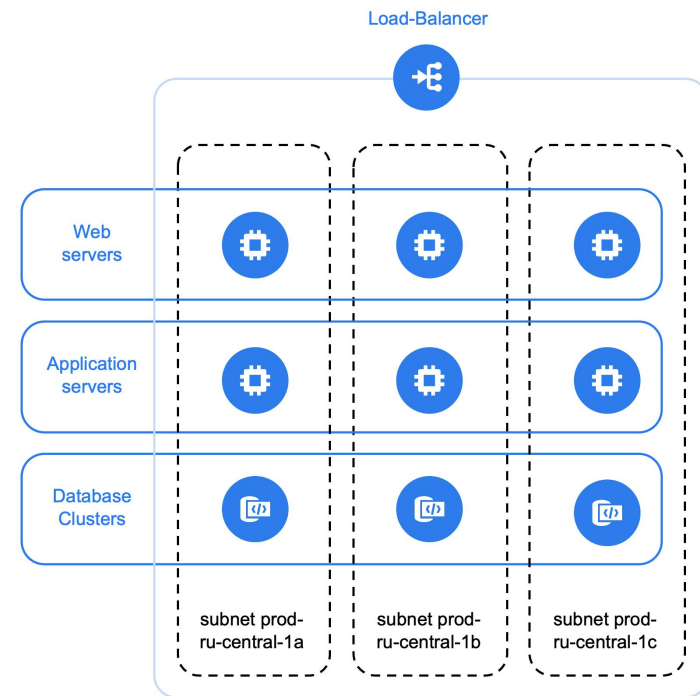 Load-Balancer
Web
servers
Application
servers
Database
Clusters
subnet prod-
ru-central-1a
subnet prod-
ru-central-1b
subnet prod-
ru-central-1c